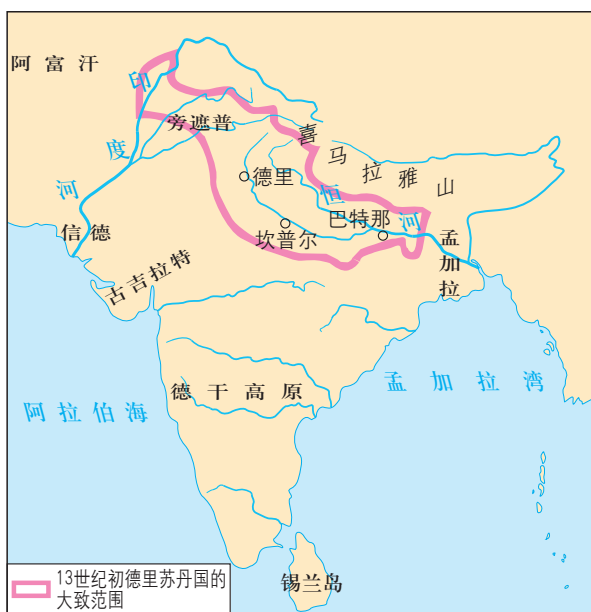 阿富汗
印度河
旁遮普
喜马拉雅山
德里
恒河
巴特那
坎普尔
信德
孟加拉
古吉拉特
德干高原
孟加拉湾
阿拉伯海
锡兰岛
13世纪初德里苏丹国的
大致范围